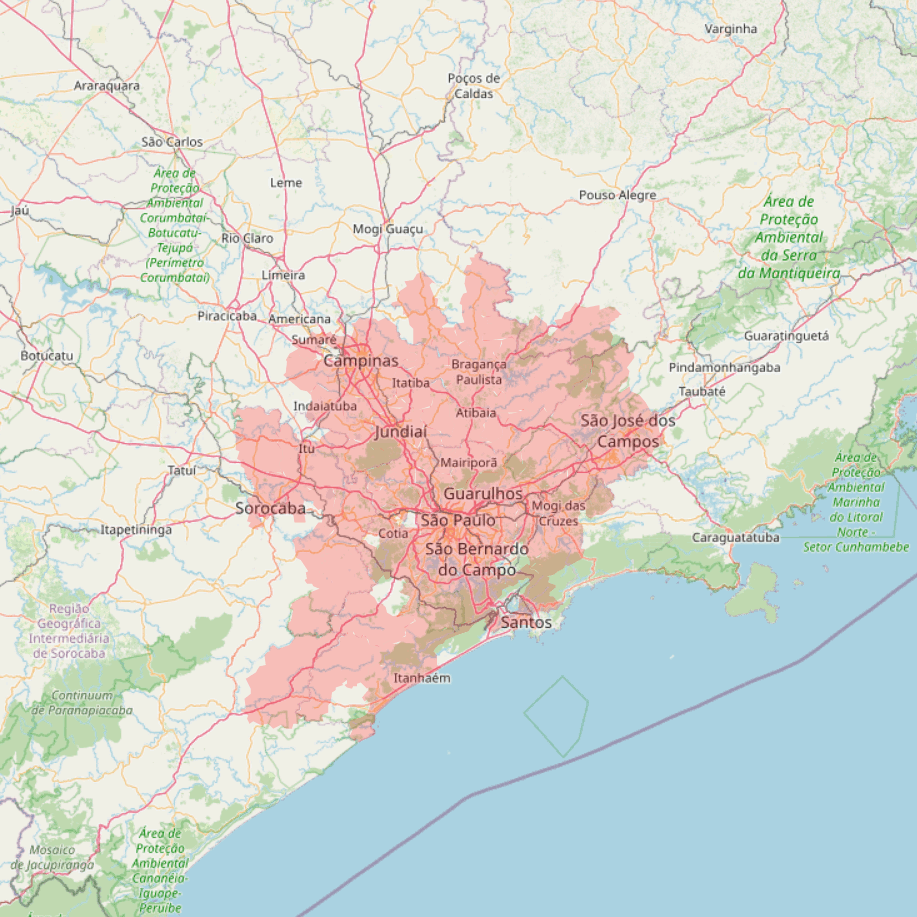 Varginha
Araraquara
Poços de
Caldas
São Carlos
Área de
Proteção
Ambiental
Corumbataí-
Botucatu-
Tejupá
(Perímetro
Corumbataí)
Leme
Pouso Alegre
Jaú
Área de
Proteção
Ambiental
da Serra
da Mantiqueira
Mogi Guaçu
Rio Claro
Limeira
Piracicaba
Americana
Sumaré
Guaratinguetá
Botucatu
Campinas
Bragança
Paulista
Pindamonhangaba
Itatiba
Taubaté
Indaiatuba
Atibaia
São José dos
Campos
Jundiaí
Itu
Mairiporã
Tatuí
Área de
Proteção
Ambiental
Marinha
do Litoral
Norte -
Setor Cunhambebe
Guarulhos
Sorocaba
Mogi das
Cruzes
São Paulo
Itapetininga
Cotia
Caraguatatuba
São Bernardo
do Campo
Região
Geográfica
Intermediária
de Sorocaba
Santos
Itanhaém
Continuum
de Paranapiacaba
Mosaico
de Jacupiranga
Área de
Proteção
Ambiental
Cananéia-
Iguape-
Peruíbe